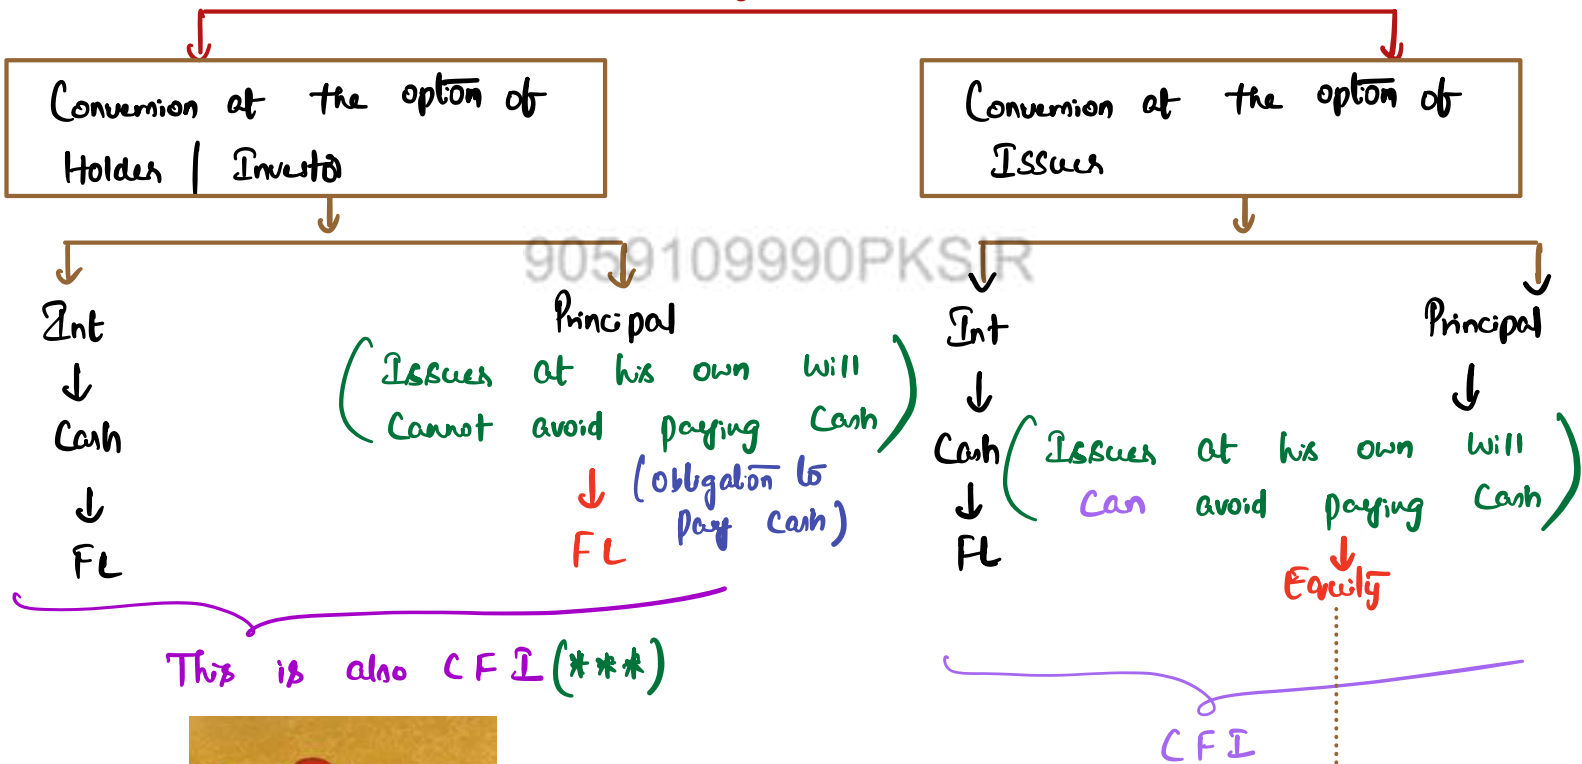 Conversion at the option of
Holder | Investor
Conversion at the option of
Issuer
9059109990PKSIR
Int
Cash
FL
Principal
(Issuer at his own will
Cannot avoid paying Cash)
(obligation to
pay cash)
FL
This is also CFI (***)
Int
Cash
FL
Principal
(Issuer at his own will
can avoid paying Cash)
Equity
CFI